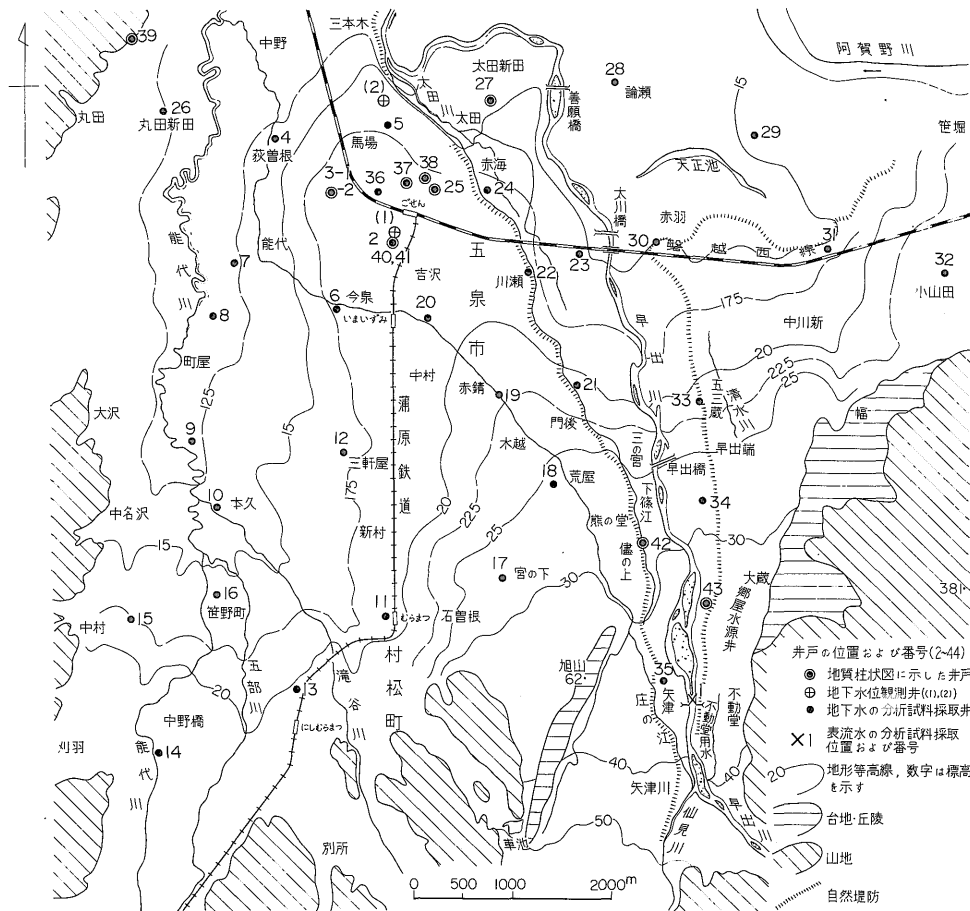 三本木
中野
39
丸田
26
丸田新田
4
荻曽根
(2)
5
馬場
太田川
太田
太田新田
27
善願橋
28
論瀬
阿賀野川
15
29
笹堀
天正池
3-1
-2
36
37
38
25
赤海
24
ごせん
(1)
2
40,41
太川橋
赤羽
30
磐越西線
31
32
小山田
能代川
能代
7
8
吉沢
五泉市
川瀬
22
23
6
今泉
いまいずみ
20
早出川
175
中川新
20
225
25
町屋
125
15
中村
赤鏥
19
21
門後
33
五三蔵
清水川
幅
大沢
9
12
三軒屋
175
蒲原鉄道
木越
三の宮
早出橋
早出端
18
荒屋
下篠江
34
10
本久
中名沢
15
新村
20
225
25
熊の堂
儘の上
42
30
17
宮の下
30
大蔵
381m
43
郷屋水源井
15
中村
16
笹野町
11
むらまつ
石曽根
村松町
五部川
20
13
滝谷川
にしむらまつ
旭山
62
35
矢津
庄の江
1
不動堂用水
不動堂
中野橋
刈羽
14
能代川
40
矢津川
40
早出川
仙見川
50
車池
別所
0 500 1000 2000m
井戸の位置および番号(2~44)
地質柱状図に示した井戸
地下水位観測井((1),(2))
地下水の分析試料採取井
×1 表流水の分析試料採取
位置および番号
20 地形等高線，数字は標高
を示す
台地・丘陵
山地
自然堤防